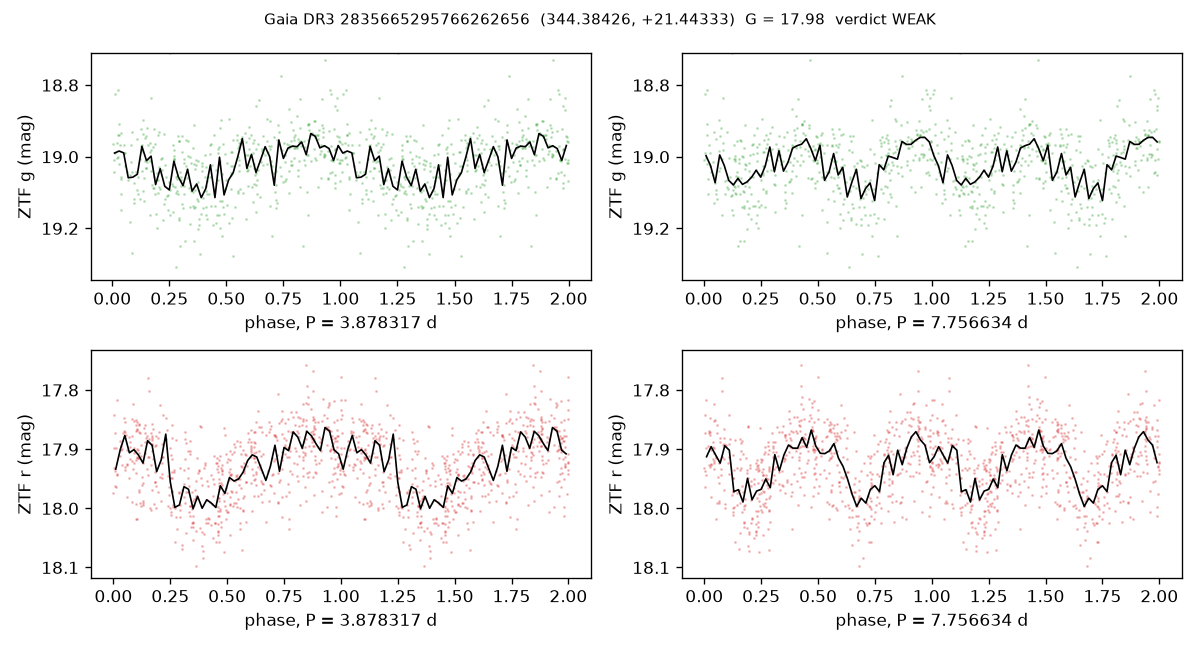 Gaia DR3 2835665295766262656 (344.38426, +21.44333) G = 17.98 verdict WEAK
ZTF g (mag)
18.8
19.0
19.2
0.00 0.25 0.50 0.75 1.00 1.25 1.50 1.75 2.00
phase, P = 3.878317 d
ZTF g (mag)
18.8
19.0
19.2
0.00 0.25 0.50 0.75 1.00 1.25 1.50 1.75 2.00
phase, P = 7.756634 d
ZTF r (mag)
17.8
17.9
18.0
18.1
0.00 0.25 0.50 0.75 1.00 1.25 1.50 1.75 2.00
phase, P = 3.878317 d
ZTF r (mag)
17.8
17.9
18.0
18.1
0.00 0.25 0.50 0.75 1.00 1.25 1.50 1.75 2.00
phase, P = 7.756634 d